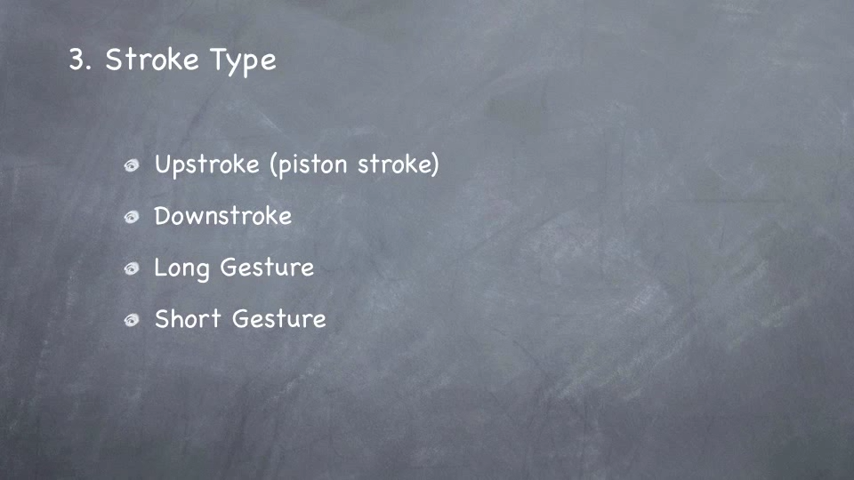 3. Stroke Type
Upstroke (piston stroke)
Downstroke
Long Gesture
Short Gesture